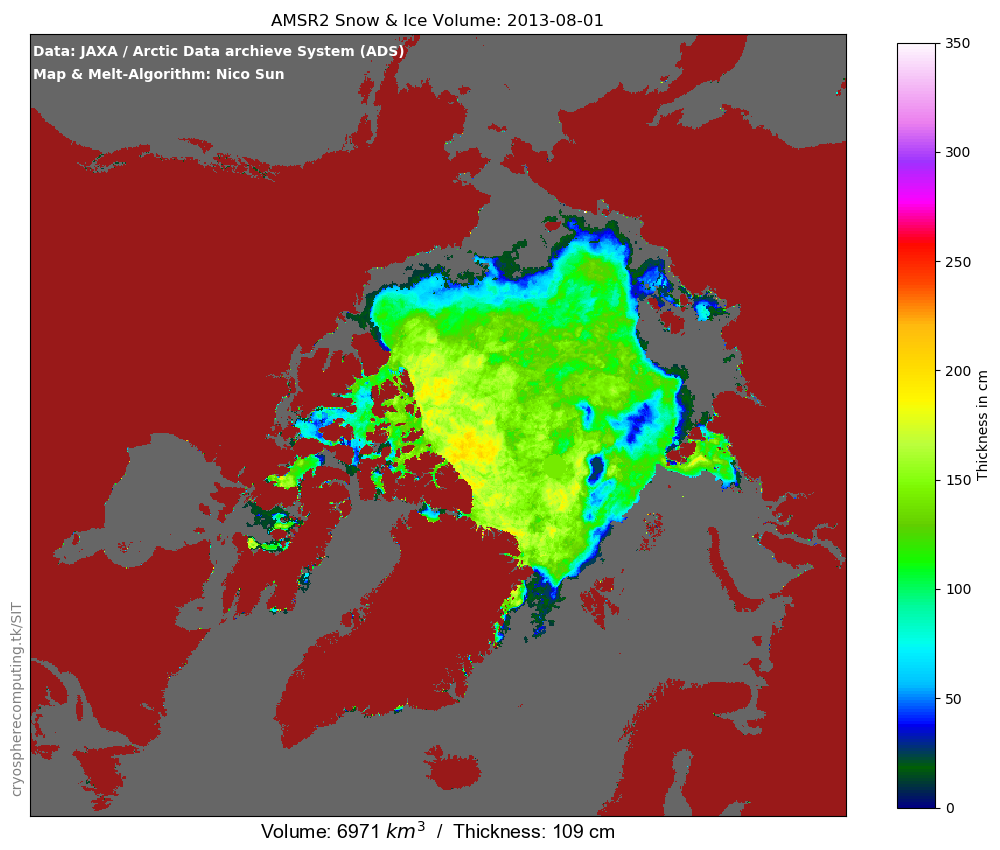 AMSR2 Snow & Ice Volume: 2013-08-01
Data: JAXA / Arctic Data archieve System (ADS)
Map & Melt-Algorithm: Nico Sun
350
300
250
200
150
100
50
0
Thickness in cm
cryospherecomputing.tk/SIT
Volume: 6971 km³ / Thickness: 109 cm